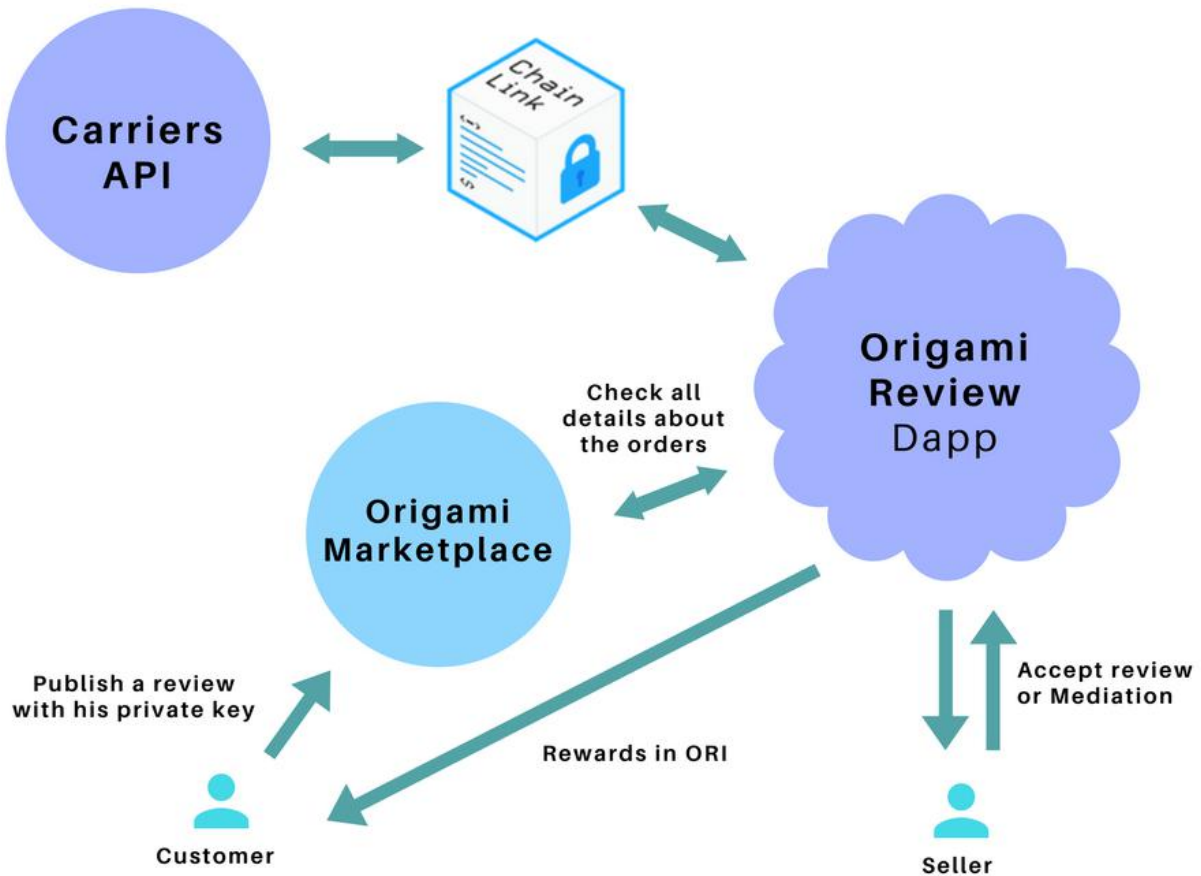 Carriers
API
Chain
Link
<->
</>
Origami
Review
Dapp
Check all
details about
the orders
Origami
Marketplace
Publish a review
with his private key
Accept review
or Mediation
Rewards in ORI
Customer
Seller